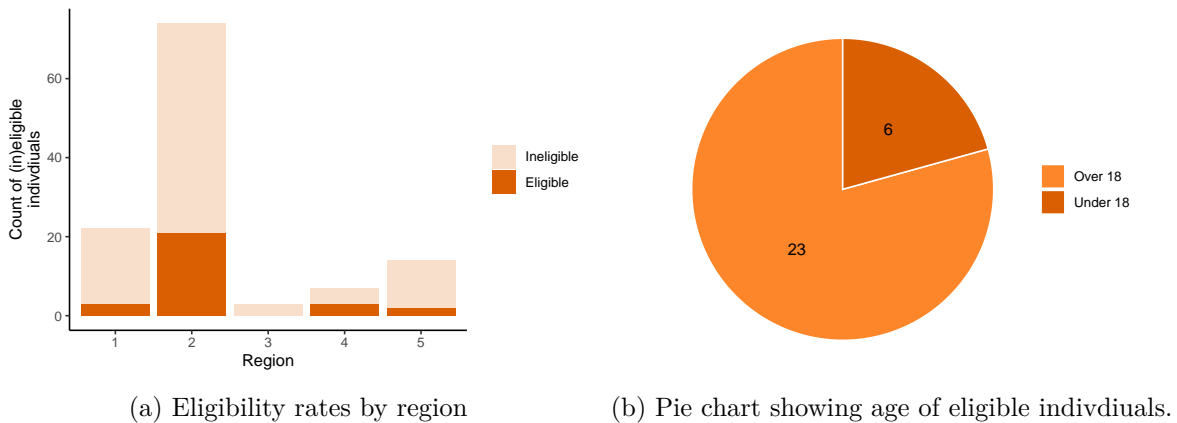 Count of (in)eligible
indivdiuals
60
40
20
0
1 2 3 4 5
Region
Ineligible
Eligible
(a) Eligibility rates by region
6
23
Over 18
Under 18
(b) Pie chart showing age of eligible indivdiuals.